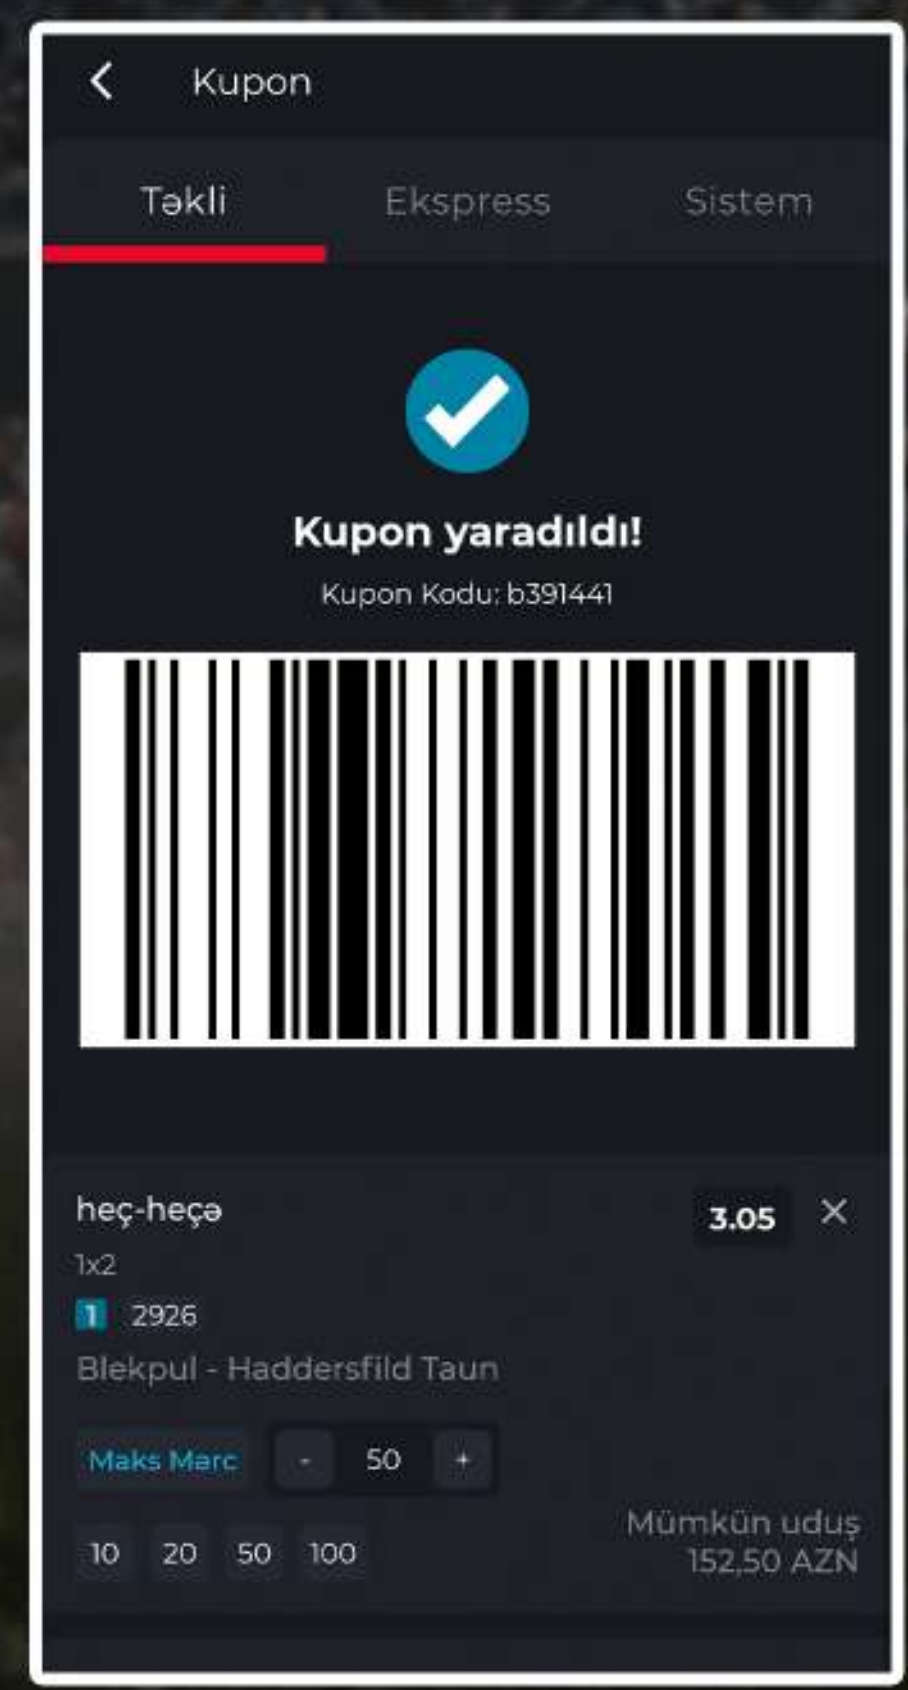 Kupon
Təkli Ekspress Sistem
Kupon yaradıldı!
Kupon Kodu: b391441
heç-heçə 3.05 ×
1x2
1 2926
Blekpul - Haddersfild Taun
Maks Mərc - 50 +
10 20 50 100
Mümkün uduş
152,50 AZN